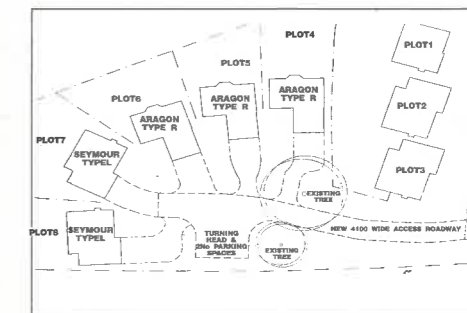 PLOT4
PLOT1
PLOT5
PLOT6
ARAGON
TYPE R
ARAGON
TYPE R
ARAGON
TYPE R
PLOT2
PLOT7
SEYMOUR
TYPEL
PLOT3
EXISTING
TREE
PLOT8
SEYMOUR
TYPEL
TURNING
HEAD &
2No PARKING
SPACES
EXISTING
TREE
NEW 4100 WIDE ACCESS ROADWAY